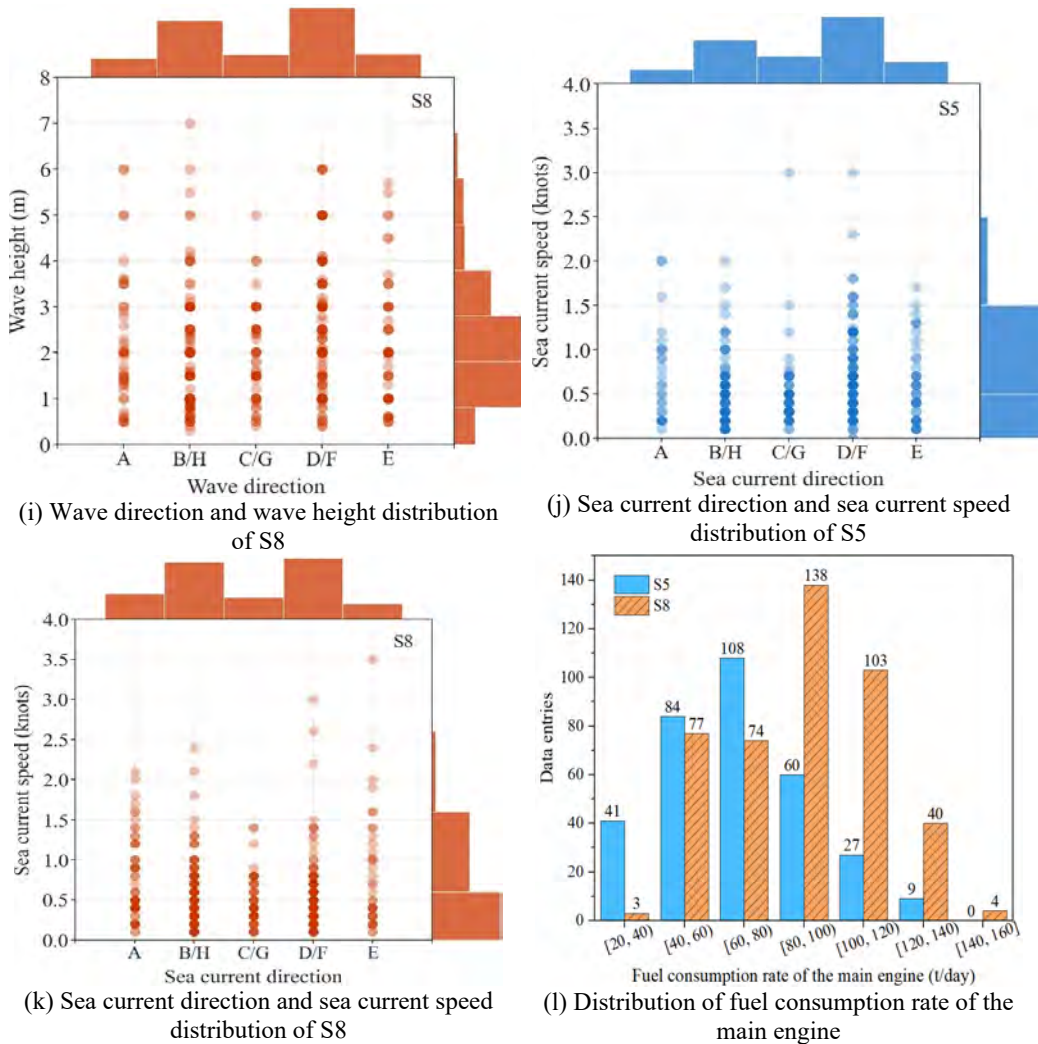 S8
8
7
6
5
4
3
2
1
0
Wave height (m)
A B/H C/G D/F E
Wave direction
(i) Wave direction and wave height distribution
of S8
S5
4.0
3.5
3.0
2.5
2.0
1.5
1.0
0.5
0.0
Sea current speed (knots)
A B/H C/G D/F E
Sea current direction
(j) Sea current direction and sea current speed
distribution of S5
S8
4.0
3.5
3.0
2.5
2.0
1.5
1.0
0.5
0.0
Sea current speed (knots)
A B/H C/G D/F E
Sea current direction
(k) Sea current direction and sea current speed
distribution of S8
S5
S8
140
120
100
80
60
40
20
0
Data entries
41 3 84 77 108 74 60 138 27 103 9 40 0 4
[20, 40) [40, 60) [60, 80) [80, 100) [100, 120) [120, 140) [140, 160]
Fuel consumption rate of the main engine (t/day)
(l) Distribution of fuel consumption rate of the
main engine